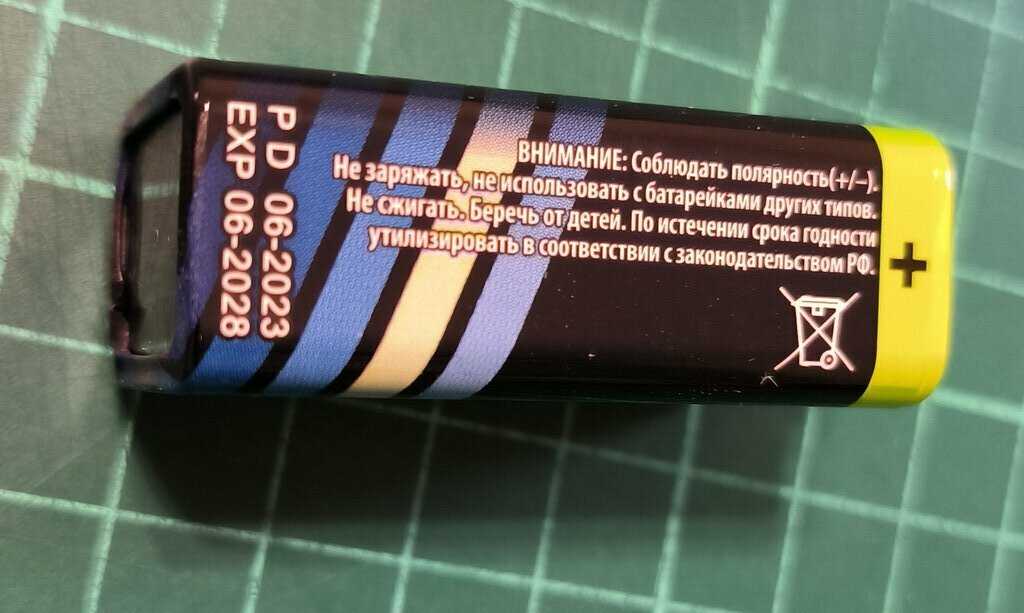 ВНИМАНИЕ: Соблюдать полярность(+/–).
Не заряжать, не использовать с батарейками других типов.
Не сжигать. Беречь от детей. По истечении срока годности
утилизировать в соответствии с законодательством РФ.
+
P D 06-2023
EXP 06-2028